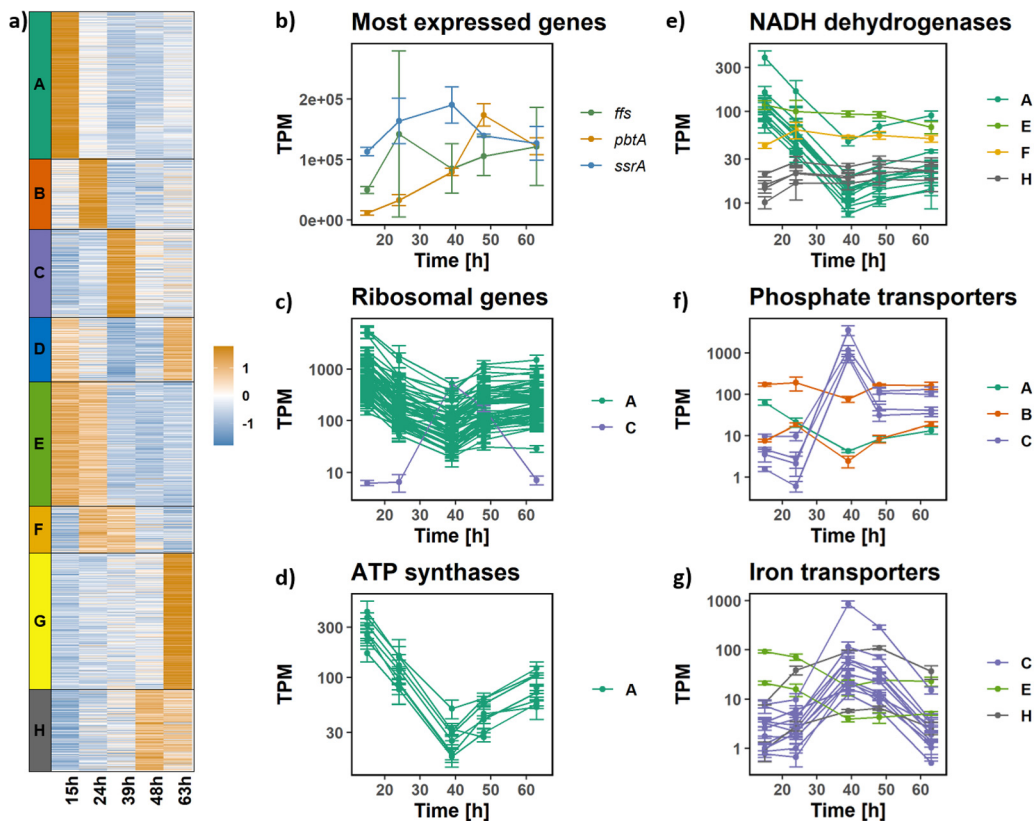 a)
A
B
C
D
E
F
G
H
15h 24h 39h 48h 63h
1
0
-1
b) Most expressed genes
TPM
2e+05
1e+05
0e+00
20 30 40 50 60
Time [h]
ffs
pbtA
ssrA
c) Ribosomal genes
TPM
1000
100
10
20 30 40 50 60
Time [h]
A
C
d) ATP synthases
TPM
300
100
30
20 30 40 50 60
Time [h]
A
e) NADH dehydrogenases
TPM
300
100
30
10
20 30 40 50 60
Time [h]
A
E
F
H
f) Phosphate transporters
TPM
1000
100
10
1
20 30 40 50 60
Time [h]
A
B
C
g) Iron transporters
TPM
1000
100
10
1
20 30 40 50 60
Time [h]
C
E
H